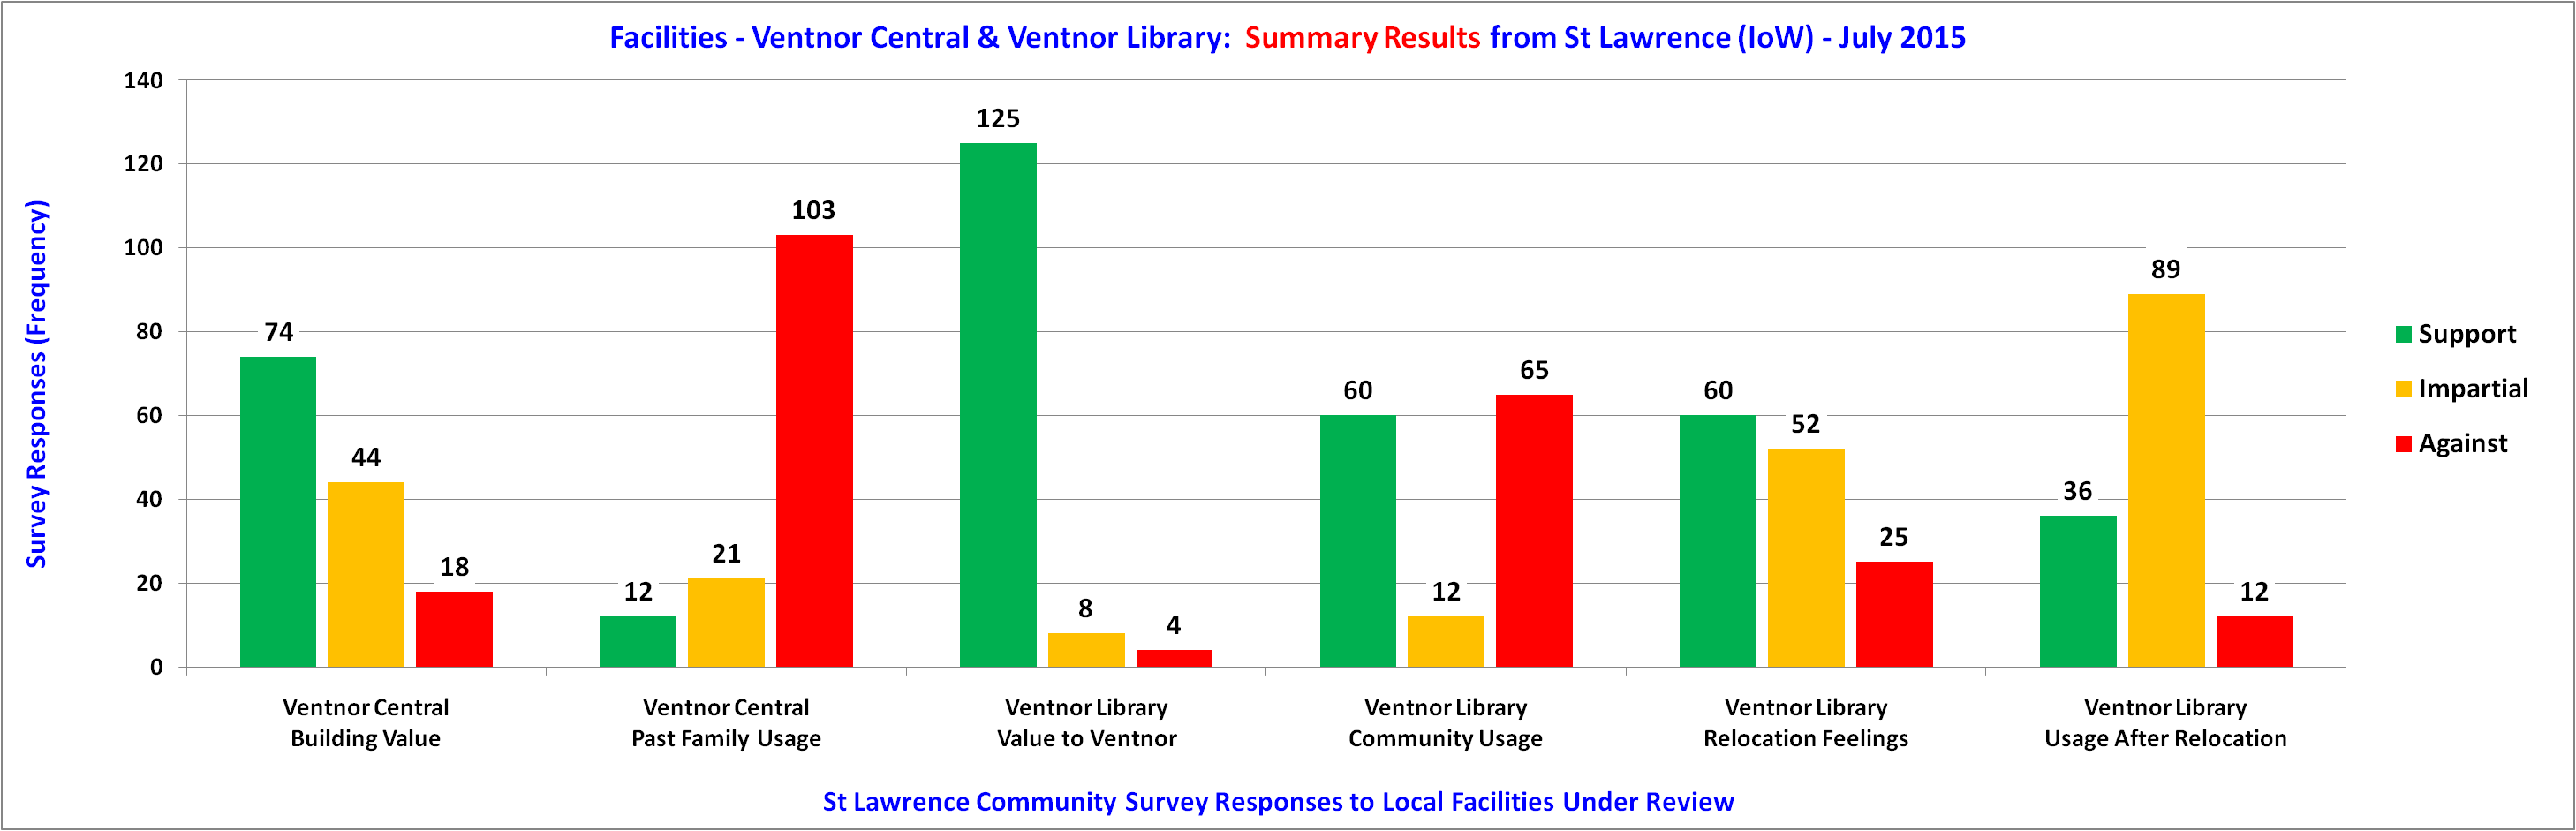 Facilities - Ventnor Central & Ventnor Library: Summary Results from St Lawrence (IoW) - July 2015
Survey Responses (Frequency)
140
120
100
80
60
40
20
0
74
44
18
12
21
103
125
8
4
60
12
65
60
52
25
36
89
12
Support
Impartial
Against
Ventnor Central
Building Value
Ventnor Central
Past Family Usage
Ventnor Library
Value to Ventnor
Ventnor Library
Community Usage
Ventnor Library
Relocation Feelings
Ventnor Library
Usage After Relocation
St Lawrence Community Survey Responses to Local Facilities Under Review